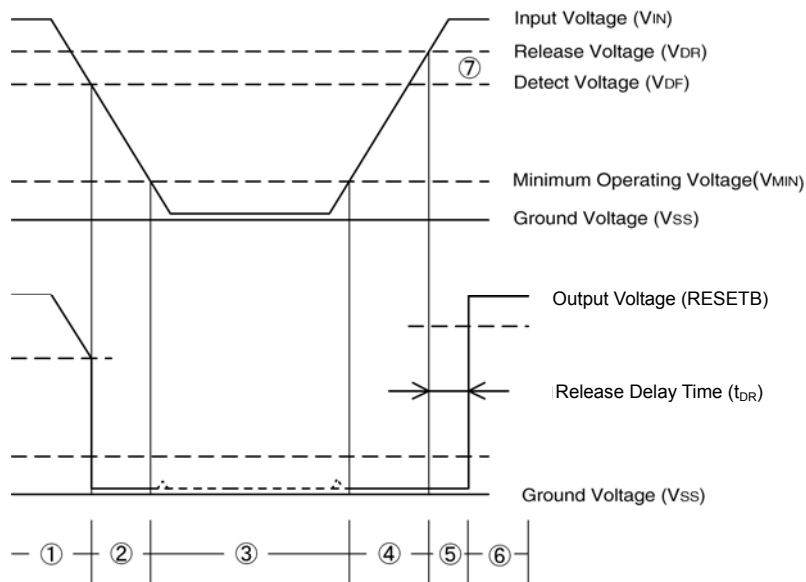 Input Voltage (VIN)
Release Voltage (VDR)
⑦
Detect Voltage (VDF)
Minimum Operating Voltage(VMIN)
Ground Voltage (VSS)
Output Voltage (RESETB)
Release Delay Time (tDR)
Ground Voltage (VSS)
① ② ③ ④ ⑤ ⑥